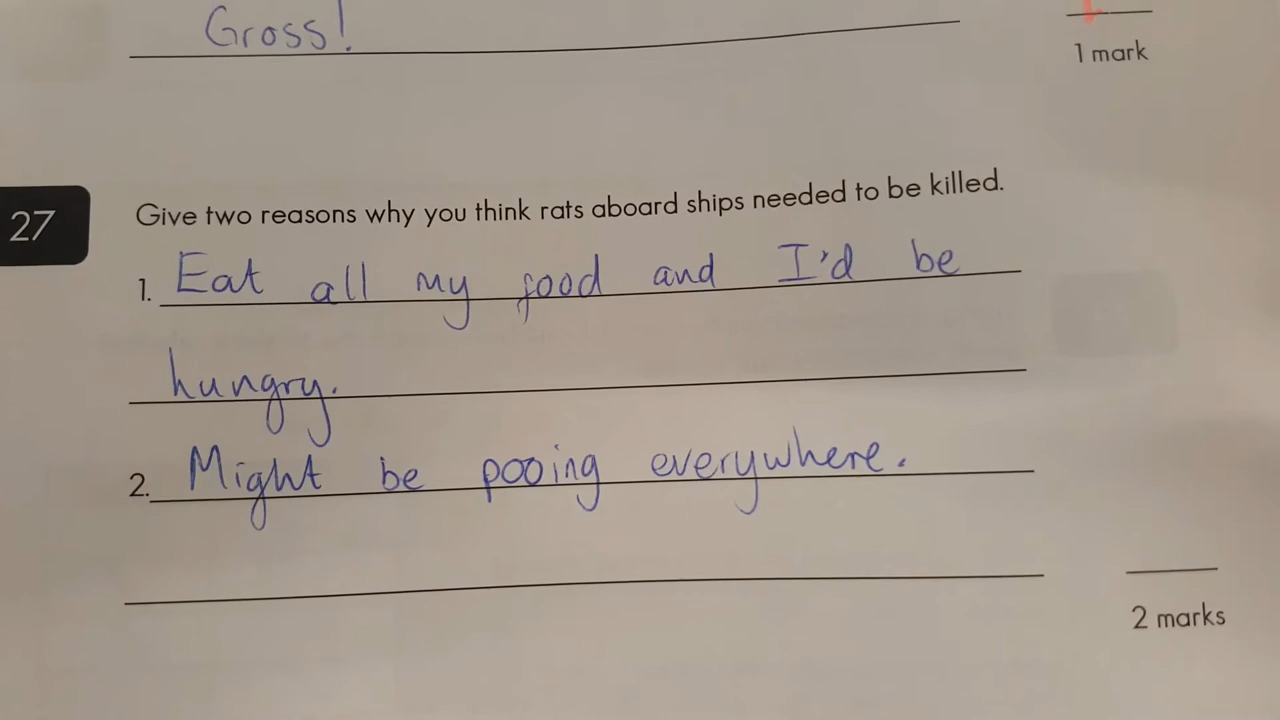 Gross!
1 mark
27
Give two reasons why you think rats aboard ships needed to be killed.
1. Eat all my food and I'd be
hungry.
2. Might be pooing everywhere.
2 marks